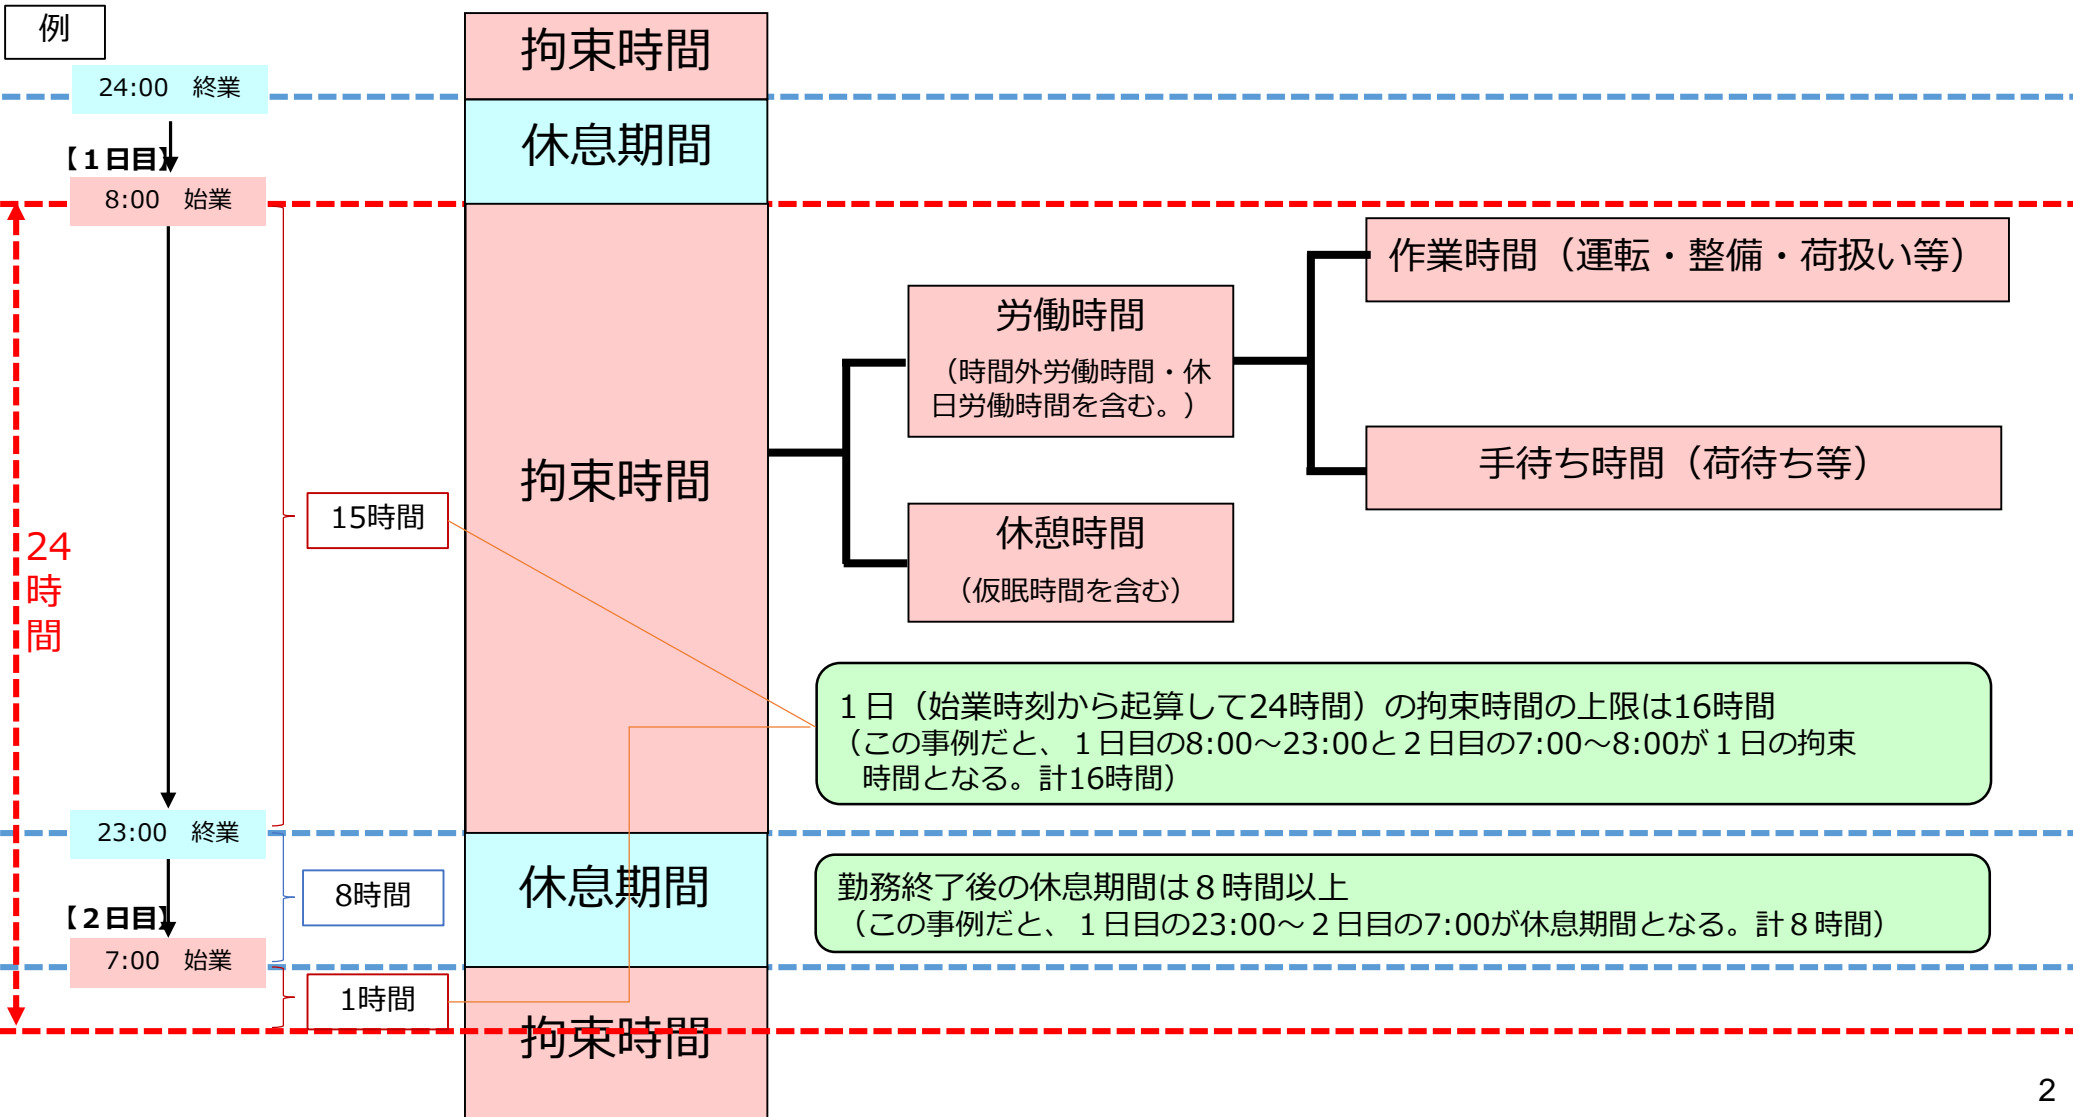 例
拘束時間
24:00　終業
休息期間
【１日目】
8:00　始業
作業時間（運転・整備・荷扱い等）
労働時間
（時間外労働時間・休
日労働時間を含む。）
手待ち時間（荷待ち等）
拘束時間
15時間
休憩時間
（仮眠時間を含む）
24
時
間
１日（始業時刻から起算して24時間）の拘束時間の上限は16時間
（この事例だと、１日目の8:00～23:00と２日目の7:00～8:00が１日の拘束
時間となる。計16時間）
23:00　終業
8時間
休息期間
勤務終了後の休息期間は８時間以上
（この事例だと、１日目の23:00～２日目の7:00が休息期間となる。計８時間）
【２日目】
7:00　始業
1時間
拘束時間
2